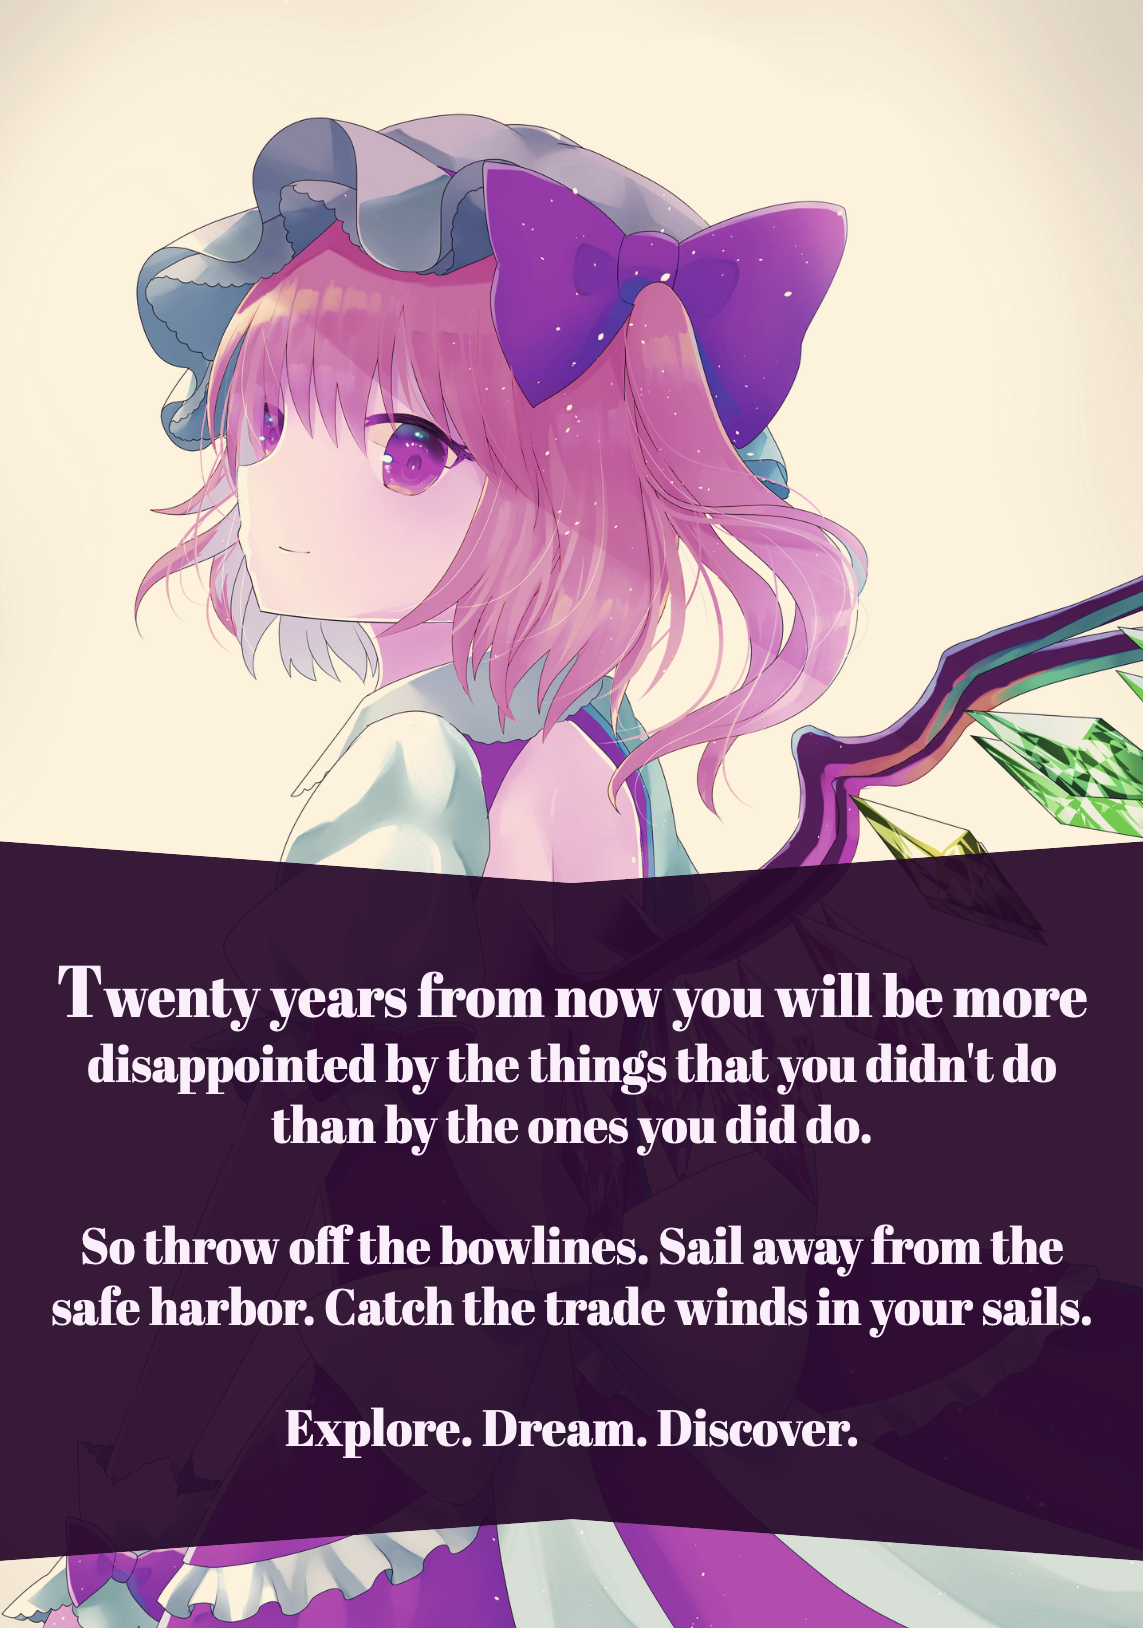 Twenty years from now you will be more
disappointed by the things that you didn't do
than by the ones you did do.
So throw off the bowlines. Sail away from the
safe harbor. Catch the trade winds in your sails.
Explore. Dream. Discover.